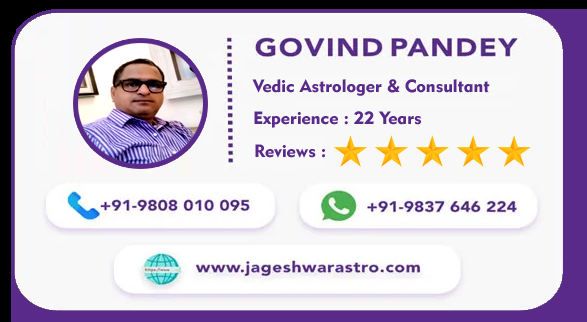 GOVIND PANDEY
Vedic Astrologer & Consultant
Experience : 22 Years
Reviews :
+91-9808 010 095
+91-9837 646 224
www.jageshwarastro.com